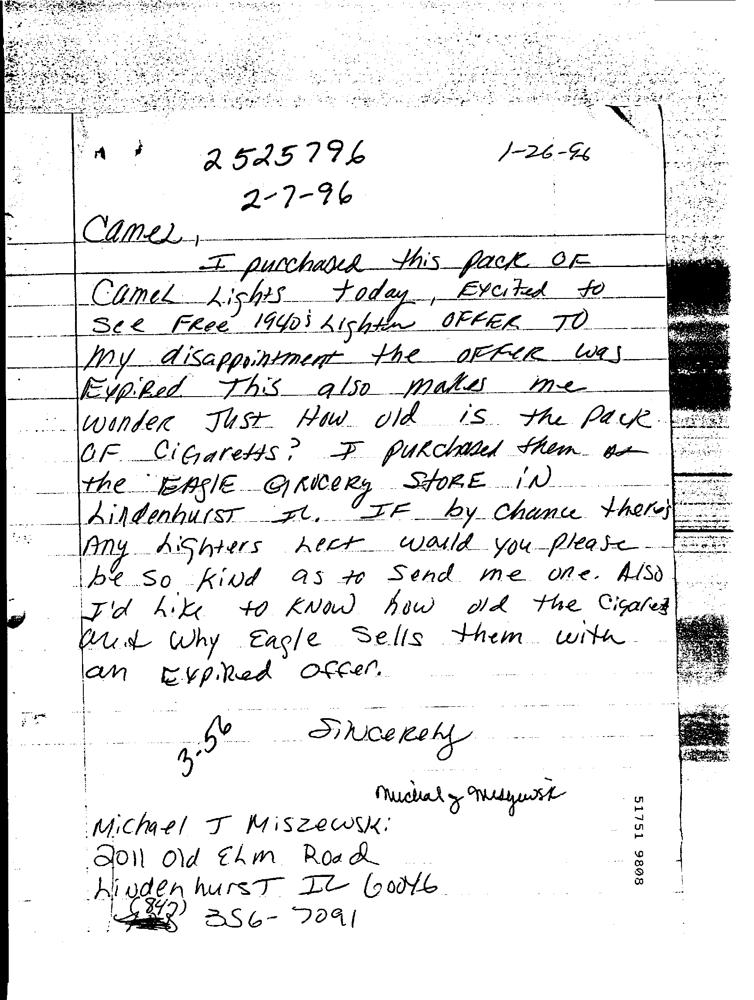 2525796 1-26-96
2-7-96
Camel,
I purchased this pack OF
Camel Lights today, Excited to
see Free 1940's Lighter OFFER TO
my disappointment the OFFER was
Expired This also makes me
wonder Just How old is the Pack
OF Cigaretts? I purchased them at
the EAGlE GROCERY STORE iN
Lindenhurst IL. IF by chance there's
Any Lighters Left would you please
be so kind as to send me one. Also
I'd Like to KNOW how old the Cigarets
are & Why Eagle Sells them with
an Expired offer.
3-56 Sincerely
Michael J Miszewski
Michael J Miszewski
2011 Old Elm Road
Lindenhurst IL 60046
(847) 356-7091
51751 9808